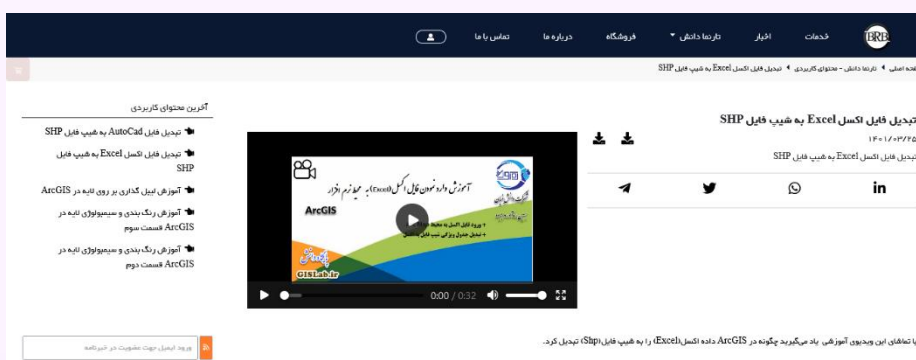 BRB
خدمات
اخبار
تارنما دانش
فروشگاه
درباره ما
تماس با ما
صفحه اصلی
تارنما دانش - محتوای کاربردی
تبدیل فایل اکسل Excel به شیپ فایل SHP
تبدیل فایل اکسل Excel به شیپ فایل SHP
۱۴۰۱/۰۳/۲۵
تبدیل فایل اکسل Excel به شیپ فایل SHP
آموزش وارد نمودن فایل اکسل (Excel) به محیط نرم افزار
ArcGIS
GISLab.ir
0:00 / 0:32
آخرین محتوای کاربردی
تبدیل فایل AutoCad به شیپ فایل SHP
تبدیل فایل اکسل Excel به شیپ فایل
SHP
آموزش لیبل گذاری بر روی لایه در ArcGIS
آموزش رنگ بندی و سیمبولوژی لایه در
ArcGIS قسمت سوم
آموزش رنگ بندی و سیمبولوژی لایه در
ArcGIS قسمت دوم
ورود ایمیل جهت عضویت در خبرنامه
با تماشای این ویدیوی آموزشی یاد می‌گیرید چگونه در ArcGIS داده اکسل(Excel) را به شیپ فایل(Shp) تبدیل کرد.